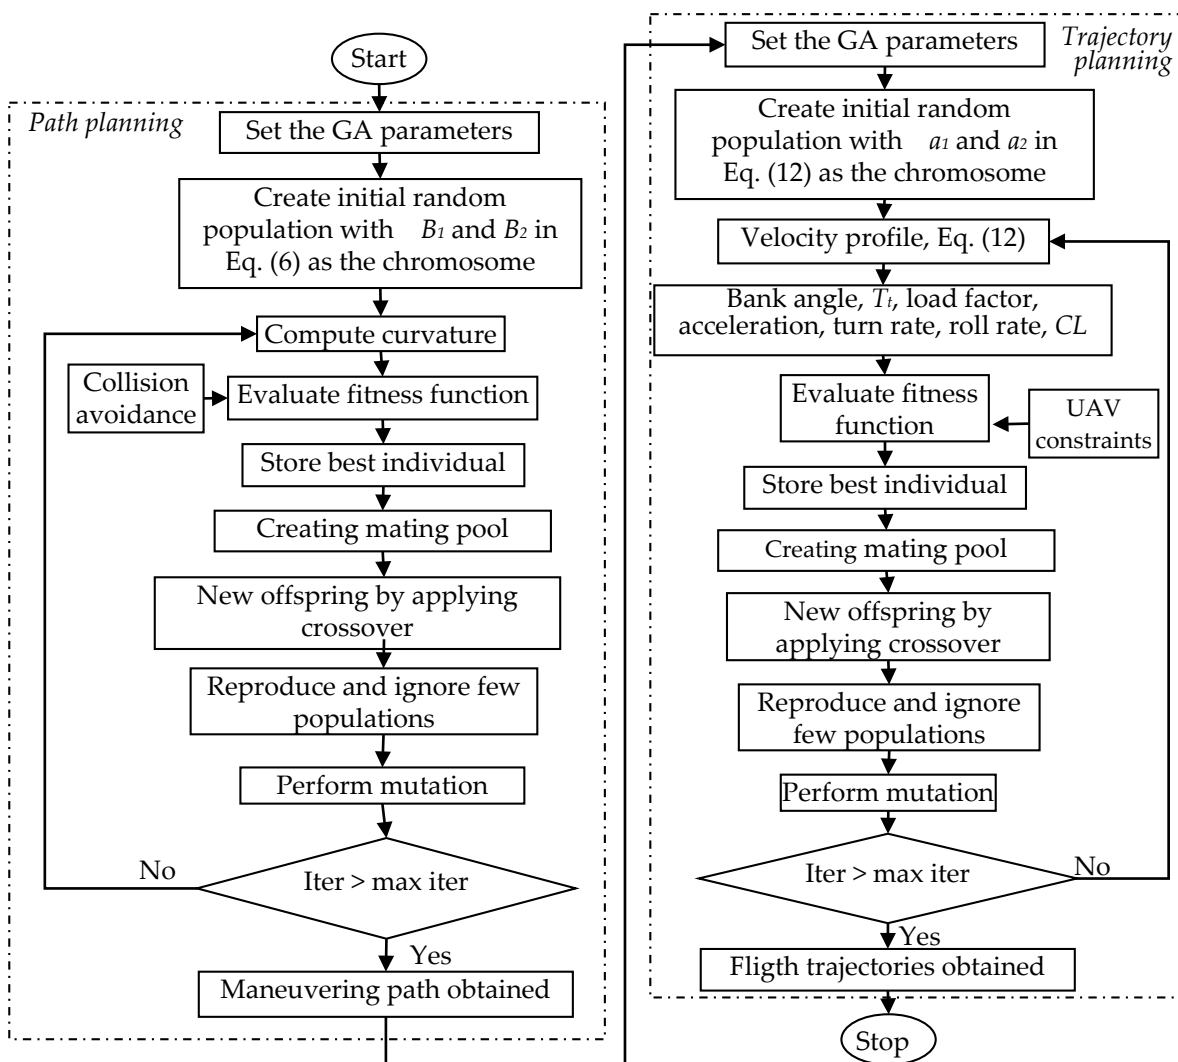 Start
Path planning
Set the GA parameters
Create initial random
population with B1 and B2 in
Eq. (6) as the chromosome
Compute curvature
Collision
avoidance
Evaluate fitness function
Store best individual
Creating mating pool
New offspring by applying
crossover
Reproduce and ignore few
populations
Perform mutation
No
Iter > max iter
Yes
Maneuvering path obtained
Set the GA parameters
Trajectory
planning
Create initial random
population with a1 and a2 in
Eq. (12) as the chromosome
Velocity profile, Eq. (12)
Bank angle, Tt, load factor,
acceleration, turn rate, roll rate, CL
Evaluate fitness
function
UAV
constraints
Store best individual
Creating mating pool
New offspring by
applying crossover
Reproduce and ignore
few populations
Perform mutation
Iter > max iter
No
Yes
Fligth trajectories obtained
Stop